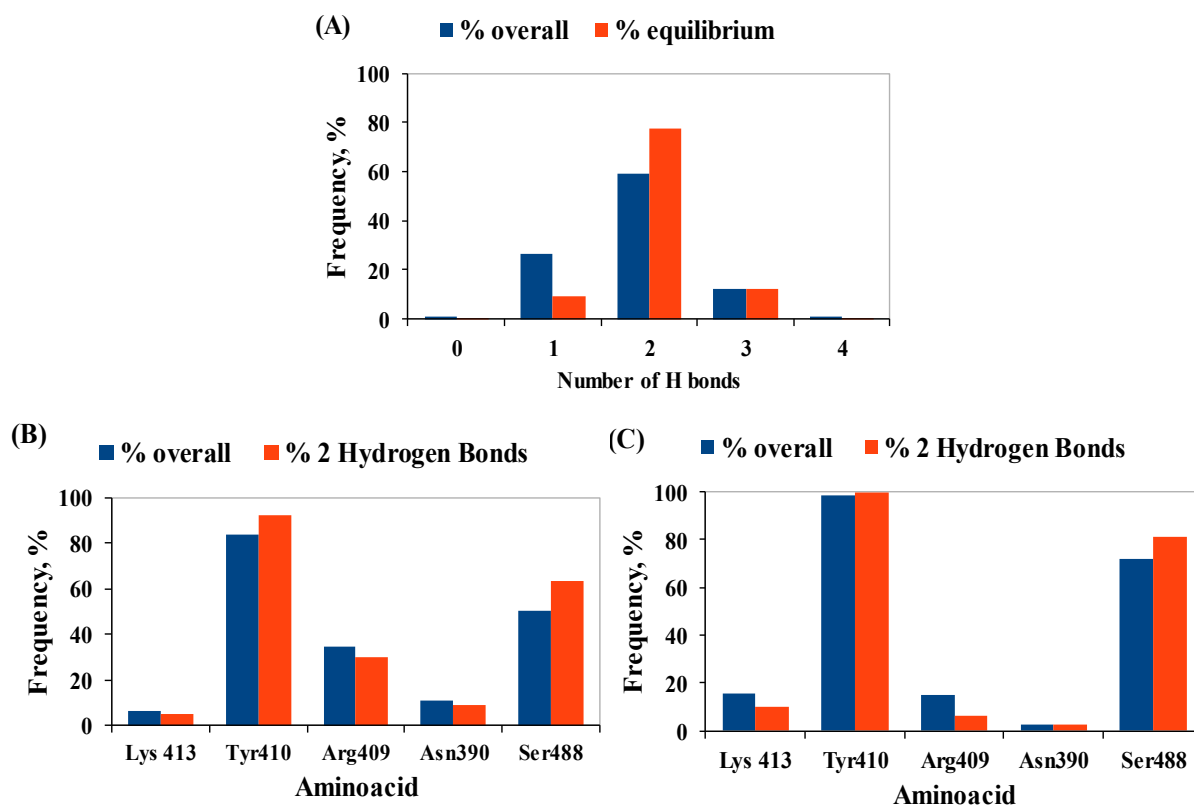 (A)
% overall % equilibrium
Frequency, %
100
80
60
40
20
0
0 1 2 3 4
Number of H bonds
(B)
% overall % 2 Hydrogen Bonds
Frequency, %
100
80
60
40
20
0
Lys 413 Tyr410 Arg409 Asn390 Ser488
Aminoacid
(C)
% overall % 2 Hydrogen Bonds
Frequency, %
100
80
60
40
20
0
Lys 413 Tyr410 Arg409 Asn390 Ser488
Aminoacid